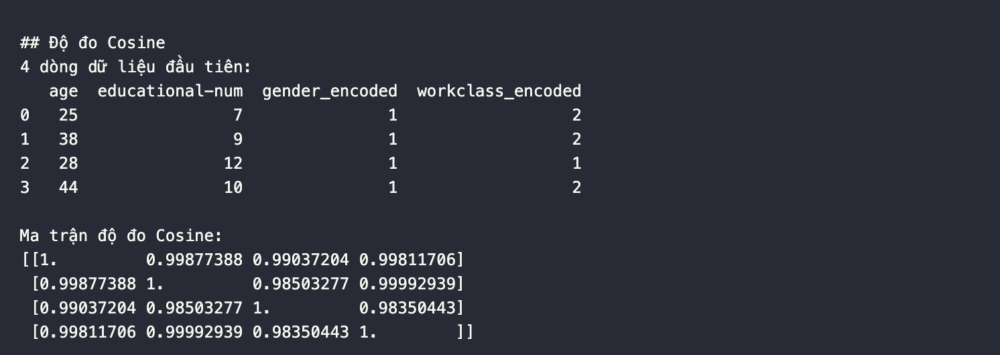 ## Độ đo Cosine
4 dòng dữ liệu đầu tiên:
   age  educational-num  gender_encoded  workclass_encoded
0   25                7               1                  2
1   38                9               1                  2
2   28               12               1                  1
3   44               10               1                  2
Ma trận độ đo Cosine:
[[1.         0.99877388 0.99037204 0.99811706]
 [0.99877388 1.         0.98503277 0.99992939]
 [0.99037204 0.98503277 1.         0.98350443]
 [0.99811706 0.99992939 0.98350443 1.        ]]